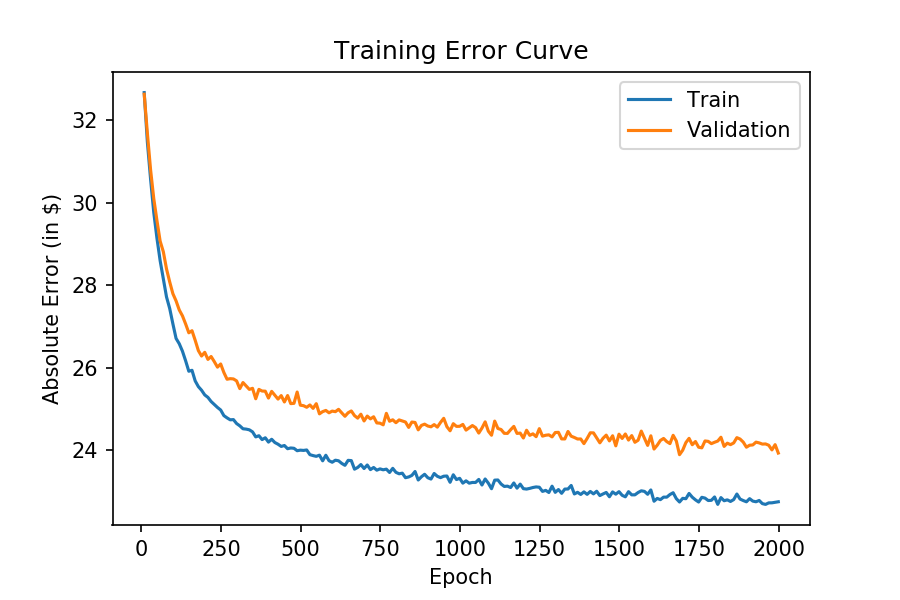 Training Error Curve
Train
Validation
Absolute Error (in $)
32
30
28
26
24
0 250 500 750 1000 1250 1500 1750 2000
Epoch